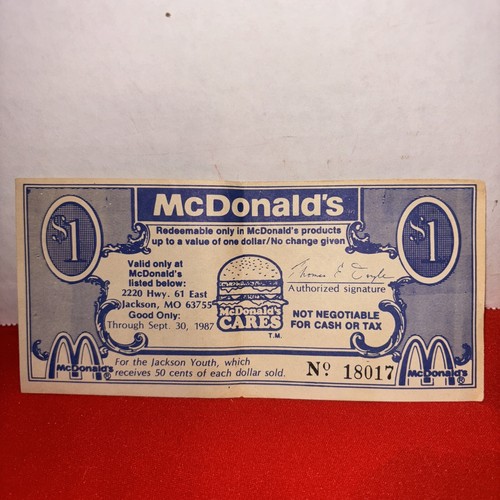 McDonald's
$1
$1
Redeemable only in McDonald's products
up to a value of one dollar/No change given
Valid only at
McDonald's
listed below:
2220 Hwy. 61 East
Jackson, MO 63755
Good Only:
Through Sept. 30, 1987
McDonald's
CARES
T.M.
Thomas E. Doyle
Authorized signature
NOT NEGOTIABLE
FOR CASH OR TAX
McDonald's
For the Jackson Youth, which
receives 50 cents of each dollar sold.
Nº 18017
McDonald's®